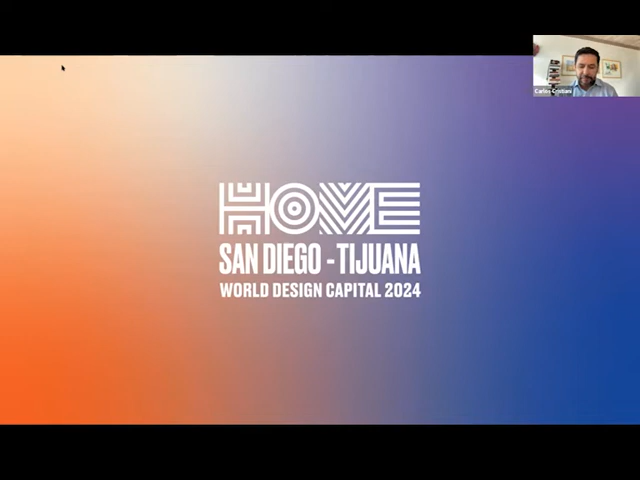 Carlos Cristiani
HOME
SAN DIEGO - TIJUANA
WORLD DESIGN CAPITAL 2024